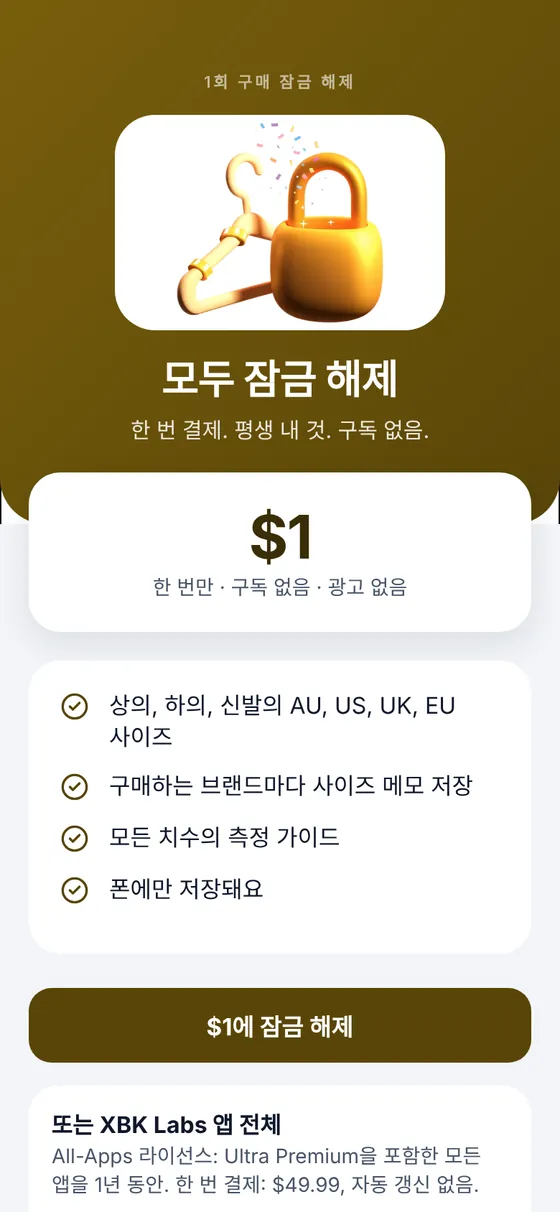 1회 구매 잠금 해제
모두 잠금 해제
한 번 결제. 평생 내 것. 구독 없음.
$1
한 번만 · 구독 없음 · 광고 없음
상의, 하의, 신발의 AU, US, UK, EU
사이즈
구매하는 브랜드마다 사이즈 메모 저장
모든 치수의 측정 가이드
폰에만 저장돼요
$1에 잠금 해제
또는 XBK Labs 앱 전체
All-Apps 라이선스: Ultra Premium을 포함한 모든
앱을 1년 동안. 한 번 결제: $49.99, 자동 갱신 없음.